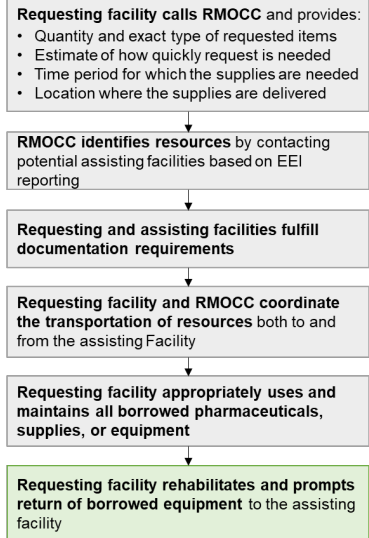 Requesting facility calls RMOCC and provides:
• Quantity and exact type of requested items
• Estimate of how quickly request is needed
• Time period for which the supplies are needed
• Location where the supplies are delivered
RMOCC identifies resources by contacting
potential assisting facilities based on EEI
reporting
Requesting and assisting facilities fulfill
documentation requirements
Requesting facility and RMOCC coordinate
the transportation of resources both to and
from the assisting Facility
Requesting facility appropriately uses and
maintains all borrowed pharmaceuticals,
supplies, or equipment
Requesting facility rehabilitates and prompts
return of borrowed equipment to the assisting
facility